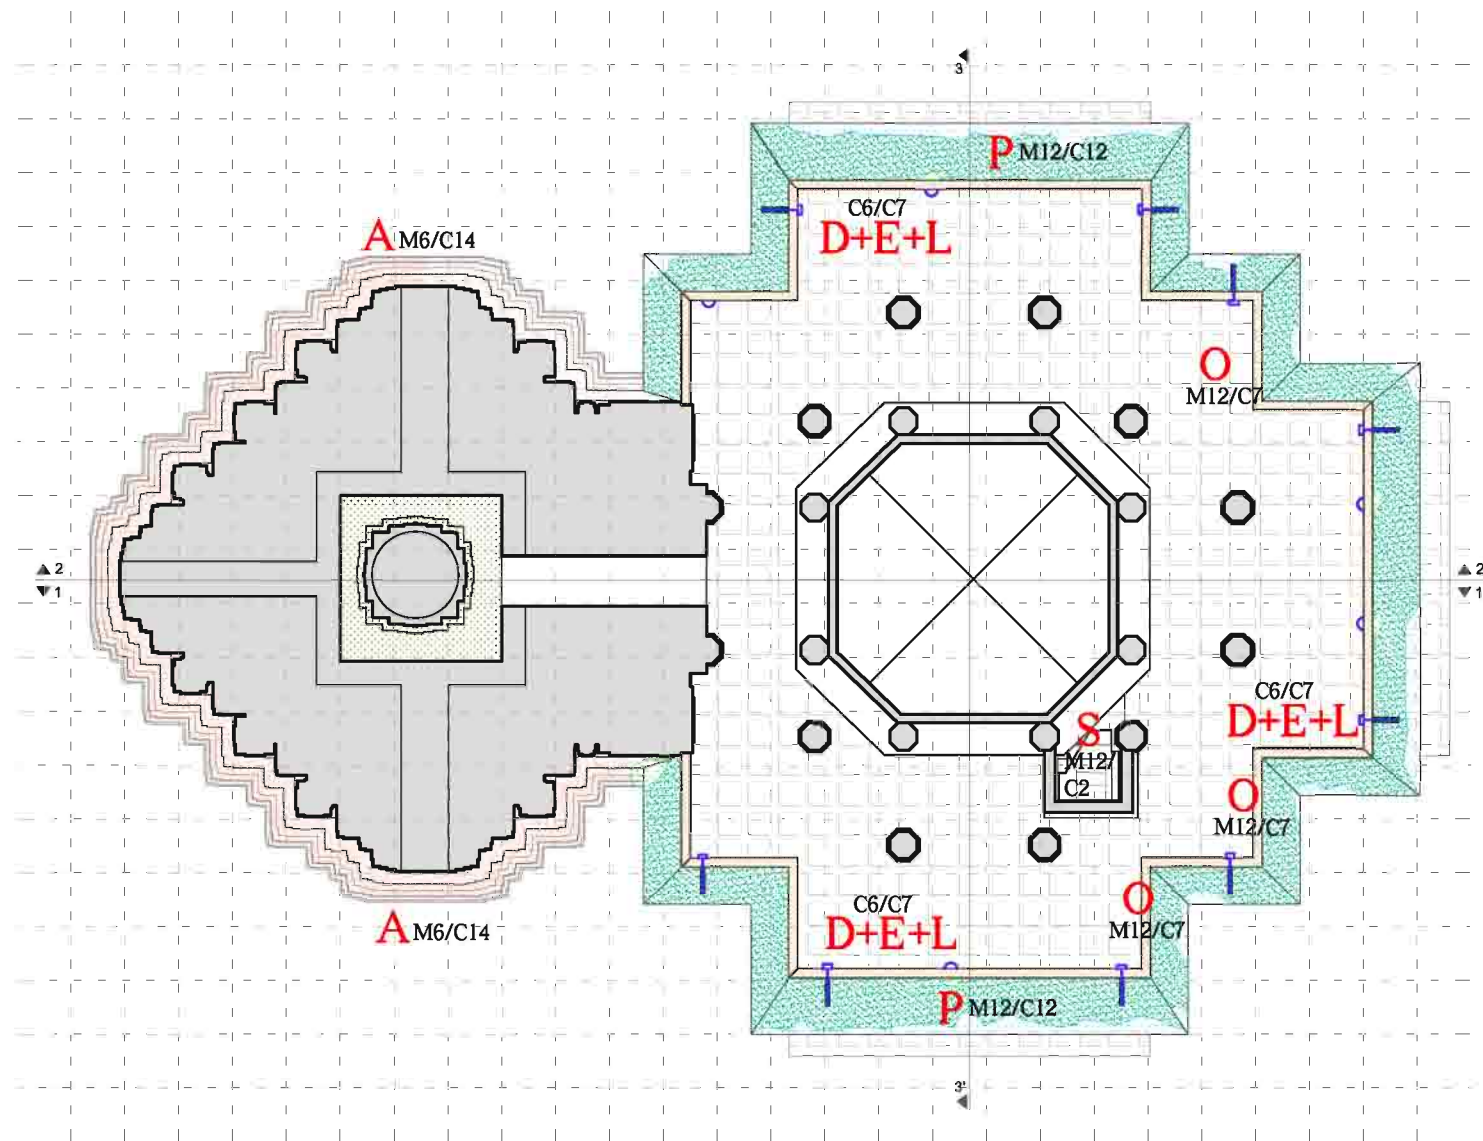 3
P M12/C12
C6/C7
D+E+L
A M6/C14
O
M12/C7
2
1
2
1
C6/C7
D+E+L
S
M12/
C2
O
M12/C7
C6/C7
D+E+L
O
M12/C7
A M6/C14
P M12/C12
3'